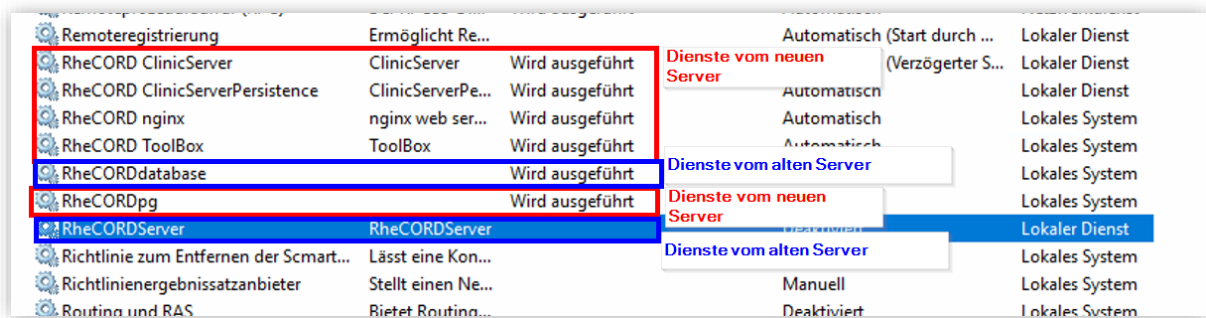 Remoteregistrierung Ermöglicht Re... Automatisch (Start durch ... Lokaler Dienst
RheCORD ClinicServer ClinicServer Wird ausgeführt (Verzögerter S... Lokaler Dienst
Dienste vom neuen
Server
RheCORD ClinicServerPersistence ClinicServerPe... Wird ausgeführt Automatisch Lokaler Dienst
RheCORD nginx nginx web ser... Wird ausgeführt Automatisch Lokales System
RheCORD ToolBox ToolBox Wird ausgeführt Automatisch Lokales System
Dienste vom alten Server
RheCORDdatabase Wird ausgeführt Lokales System
RheCORDpg Wird ausgeführt Lokales System
Dienste vom neuen
Server
RheCORDServer RheCORDServer Deaktiviert Lokaler Dienst
Dienste vom alten Server
Richtlinie zum Entfernen der Scmart... Lässt eine Kon... Lokales System
Richtlinienergebnissatzanbieter Stellt einen Ne... Manuell Lokales System
Routing und RAS Bietet Routing... Deaktiviert Lokales System